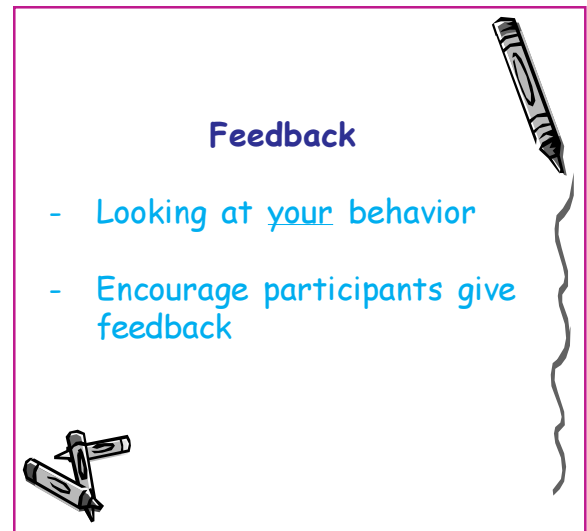 Feedback
- Looking at your behavior
- Encourage participants give
feedback